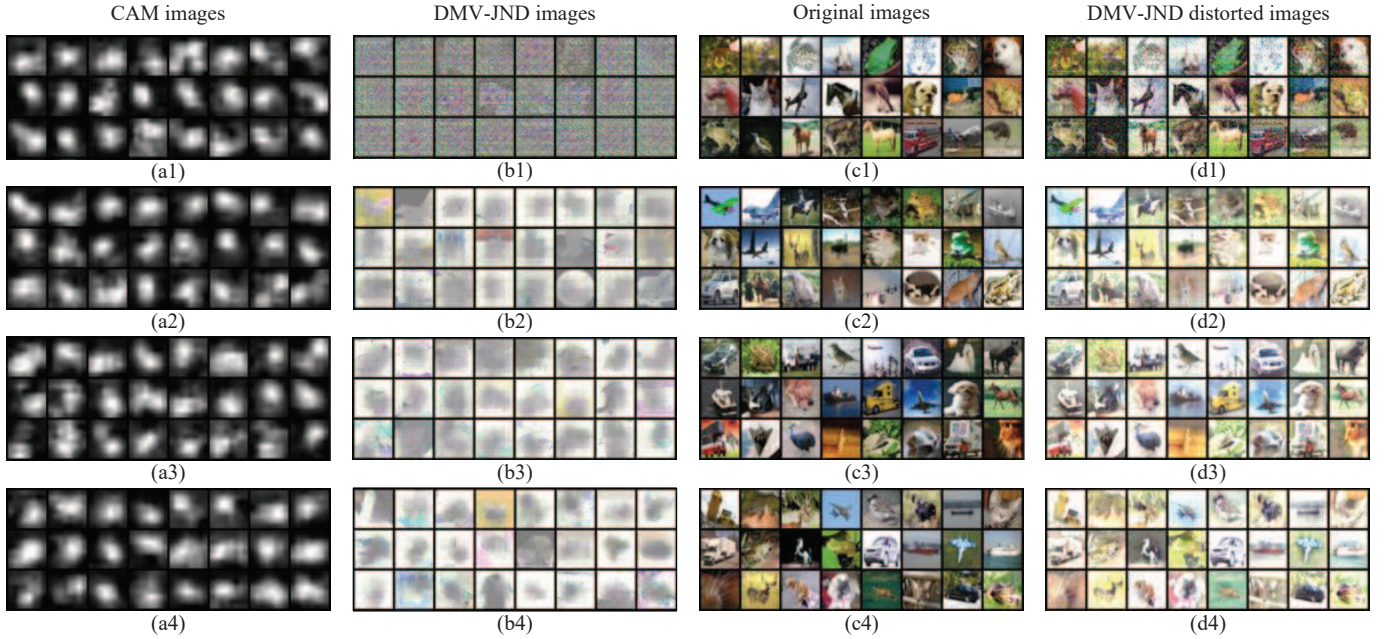 CAM images DMV-JND images Original images DMV-JND distorted images
(a1) (b1) (c1) (d1)
(a2) (b2) (c2) (d2)
(a3) (b3) (c3) (d3)
(a4) (b4) (c4) (d4)